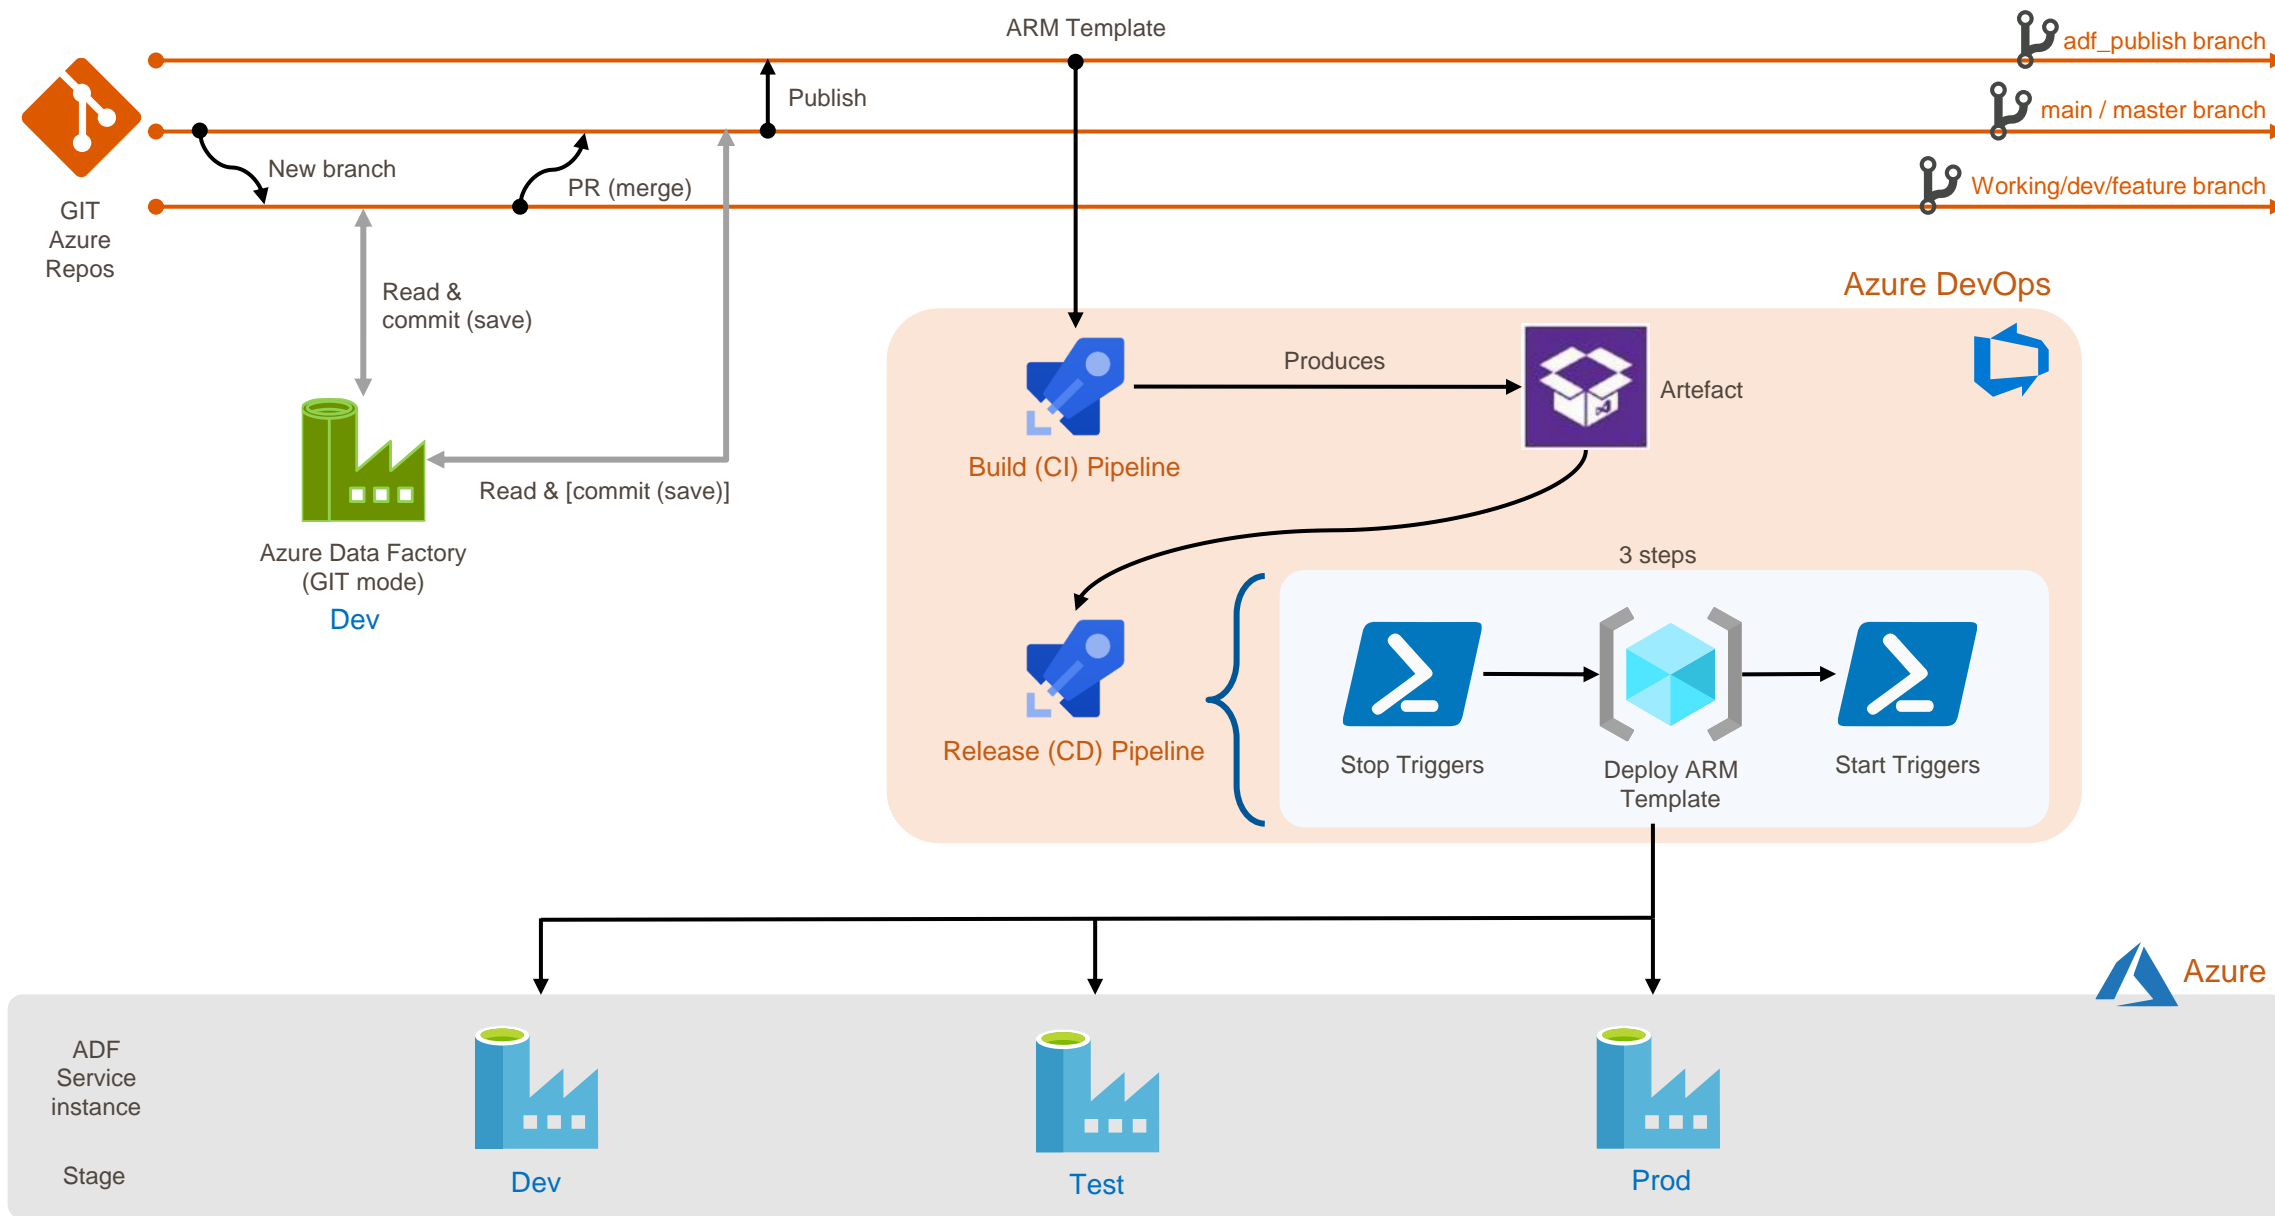 ARM Template
adf_publish branch
Publish
main / master branch
New branch
PR (merge)
Working/dev/feature branch
GIT
Azure
Repos
Read &
commit (save)
Azure DevOps
Produces
Artefact
Build (CI) Pipeline
Read & [commit (save)]
Azure Data Factory
(GIT mode)
Dev
3 steps
Release (CD) Pipeline
Stop Triggers
Deploy ARM
Template
Start Triggers
Azure
ADF
Service
instance
Stage
Dev
Test
Prod